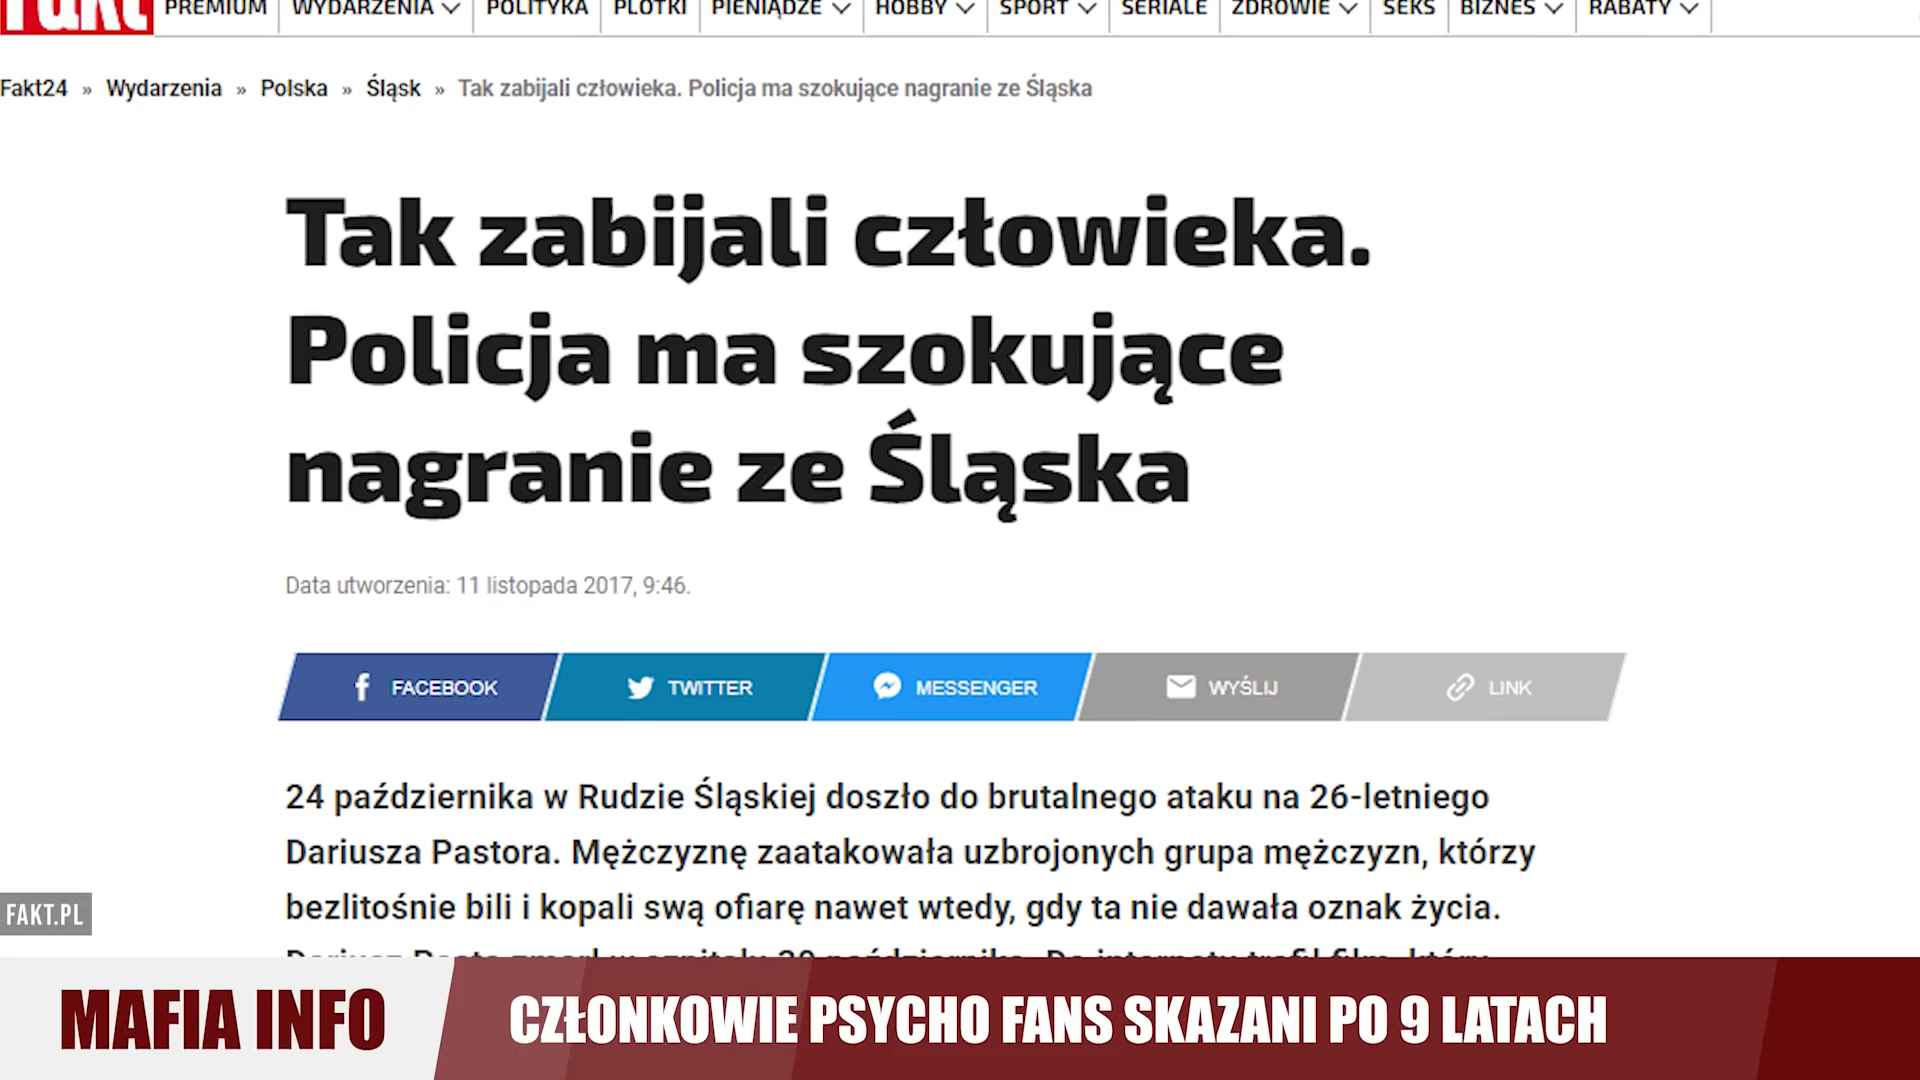 Fakt
PREMIUM WYDARZENIA POLITYKA PLOTKI PIENIĄDZE HOBBY SPORT SERIALE ZDROWIE SEKS BIZNES RABATY
Fakt24 » Wydarzenia » Polska » Śląsk » Tak zabijali człowieka. Policja ma szokujące nagranie ze Śląska
Tak zabijali człowieka.
Policja ma szokujące
nagranie ze Śląska
Data utworzenia: 11 listopada 2017, 9:46.
FACEBOOK TWITTER MESSENGER WYŚLIJ LINK
24 października w Rudzie Śląskiej doszło do brutalnego ataku na 26-letniego
Dariusza Pastora. Mężczyznę zaatakowała uzbrojonych grupa mężczyzn, którzy
bezlitośnie bili i kopali swą ofiarę nawet wtedy, gdy ta nie dawała oznak życia.
FAKT.PL
MAFIA INFO
CZŁONKOWIE PSYCHO FANS SKAZANI PO 9 LATACH